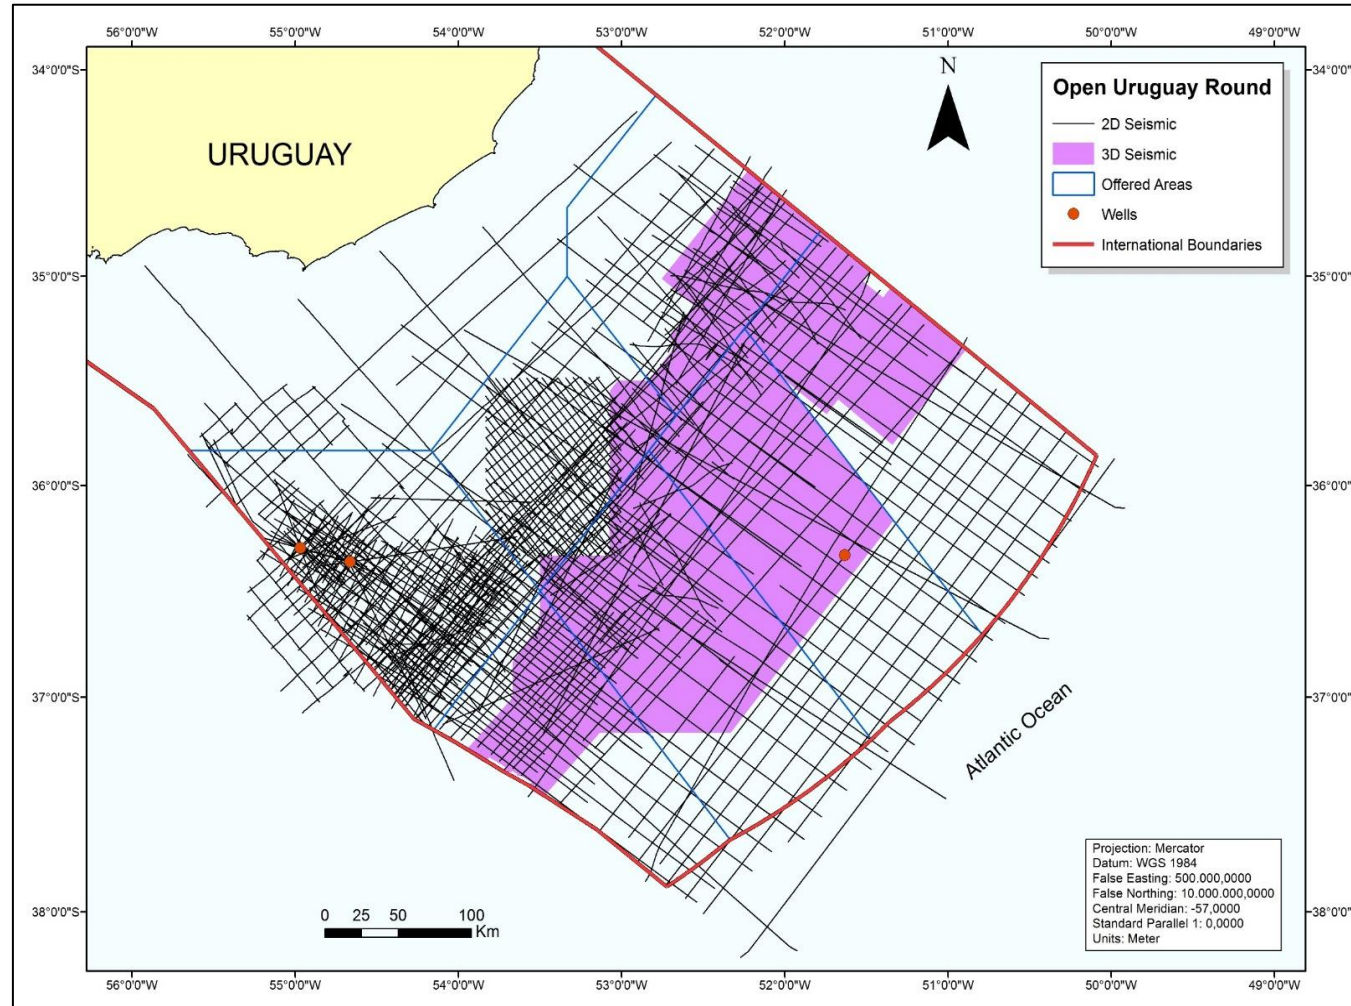 56°0'0"W 55°0'0"W 54°0'0"W 53°0'0"W 52°0'0"W 51°0'0"W 50°0'0"W 49°0'0"W
34°0'0"S 34°0'0"S
N
Open Uruguay Round
2D Seismic
3D Seismic
Offered Areas
Wells
International Boundaries
URUGUAY
35°0'0"S 35°0'0"S
36°0'0"S 36°0'0"S
37°0'0"S 37°0'0"S
Atlantic Ocean
Projection: Mercator
Datum: WGS 1984
False Easting: 500.000,0000
False Northing: 10.000.000,0000
Central Meridian: -57,0000
Standard Parallel 1: 0,0000
Units: Meter
38°0'0"S 38°0'0"S
0 25 50 100
Km
56°0'0"W 55°0'0"W 54°0'0"W 53°0'0"W 52°0'0"W 51°0'0"W 50°0'0"W 49°0'0"W